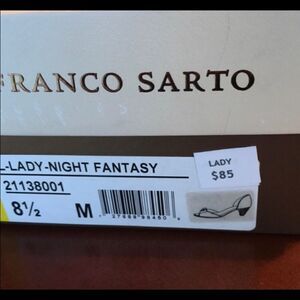 FRANCO SARTO
L-LADY-NIGHT FANTASY
LADY
$85
21138001
8½ M